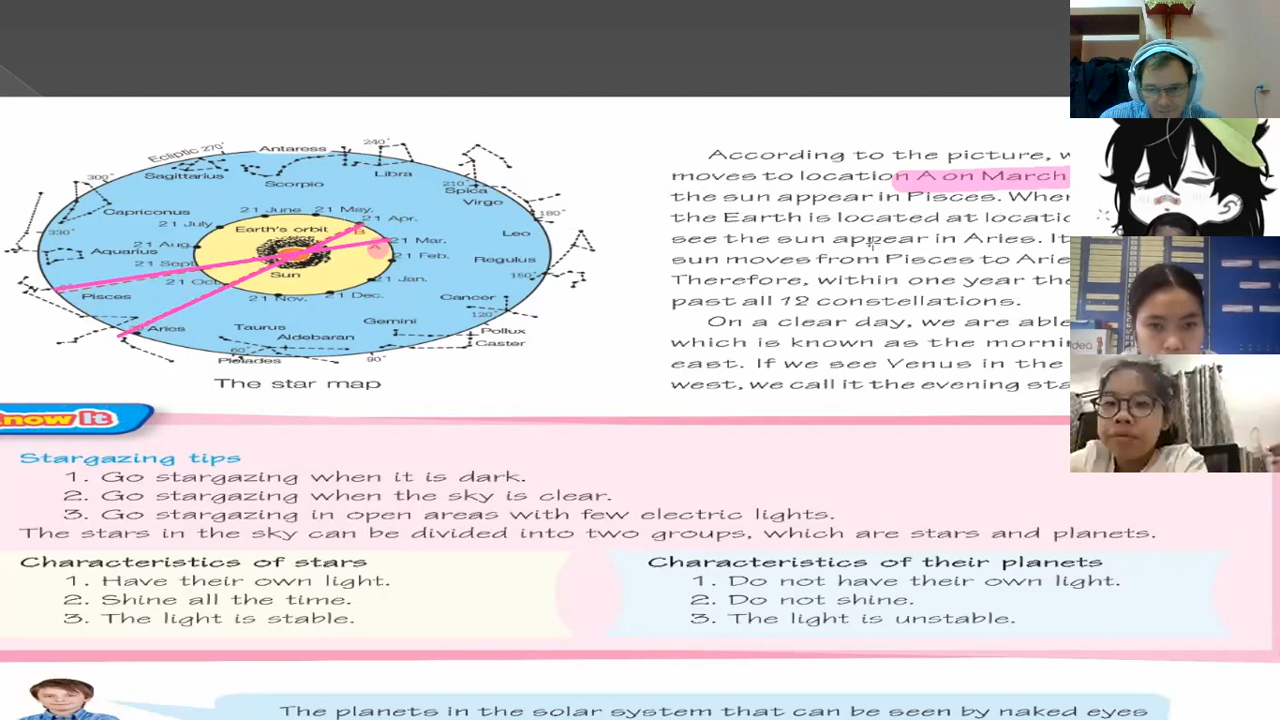 Ecliptic 270°
Antaress
240°
Sagittarius
Scorpio
Libra
300°
210°
Spica
Virgo
Capriconus
180°
330°
21 July
21 June
21 May.
21 Apr.
Leo
Aquarius
21 Aug.
Earth's orbit
B
21 Mar.
A
21 Sept.
21 Feb.
Regulus
150°
Sun
21 Oct.
21 Jan.
Pisces
21 Nov.
21 Dec.
Cancer
120°
Aries
Taurus
Gemini
Aldebaran
Pollux
Caster
60°
Pleiades
90°
The star map
According to the picture, w
moves to location A on March
the sun appear in Pisces. When
the Earth is located at locatio
see the sun appear in Aries. It
sun moves from Pisces to Arie
Therefore, within one year the
past all 12 constellations.
On a clear day, we are able
which is known as the mornin
east. If we see Venus in the
west, we call it the evening sta
Know It
Stargazing tips
1. Go stargazing when it is dark.
2. Go stargazing when the sky is clear.
3. Go stargazing in open areas with few electric lights.
The stars in the sky can be divided into two groups, which are stars and planets.
Characteristics of stars
1. Have their own light.
2. Shine all the time.
3. The light is stable.
Characteristics of their planets
1. Do not have their own light.
2. Do not shine.
3. The light is unstable.
The planets in the solar system that can be seen by naked eyes